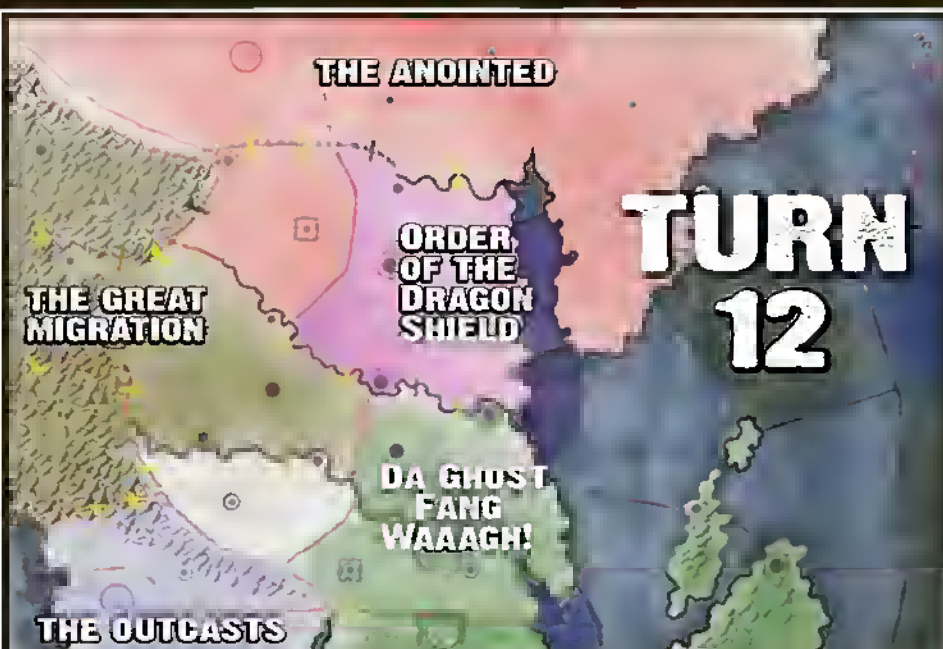 THE ANOINTED
TURN
12
ORDER
OF THE
DRAGON
SHIELD
THE GREAT
MIGRATION
DA GHOST
FANG
WAAAGH!
THE OUTCASTS